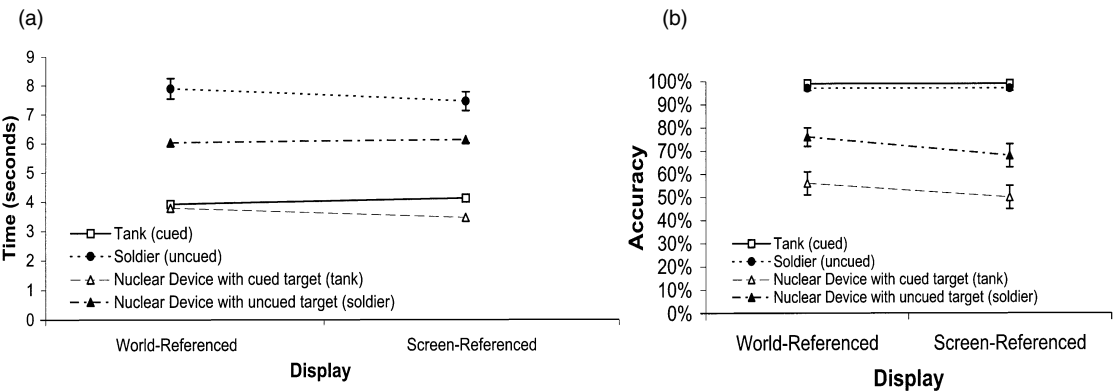 (a)
Time (seconds)
9
8
7
6
5
4
3
2
1
0
Tank (cued)
Soldier (uncued)
Nuclear Device with cued target (tank)
Nuclear Device with uncued target (soldier)
World-Referenced Screen-Referenced
Display
(b)
Accuracy
100%
90%
80%
70%
60%
50%
40%
30%
20%
10%
0%
Tank (cued)
Soldier (uncued)
Nuclear Device with cued target (tank)
Nuclear Device with uncued target (soldier)
World-Referenced Screen-Referenced
Display